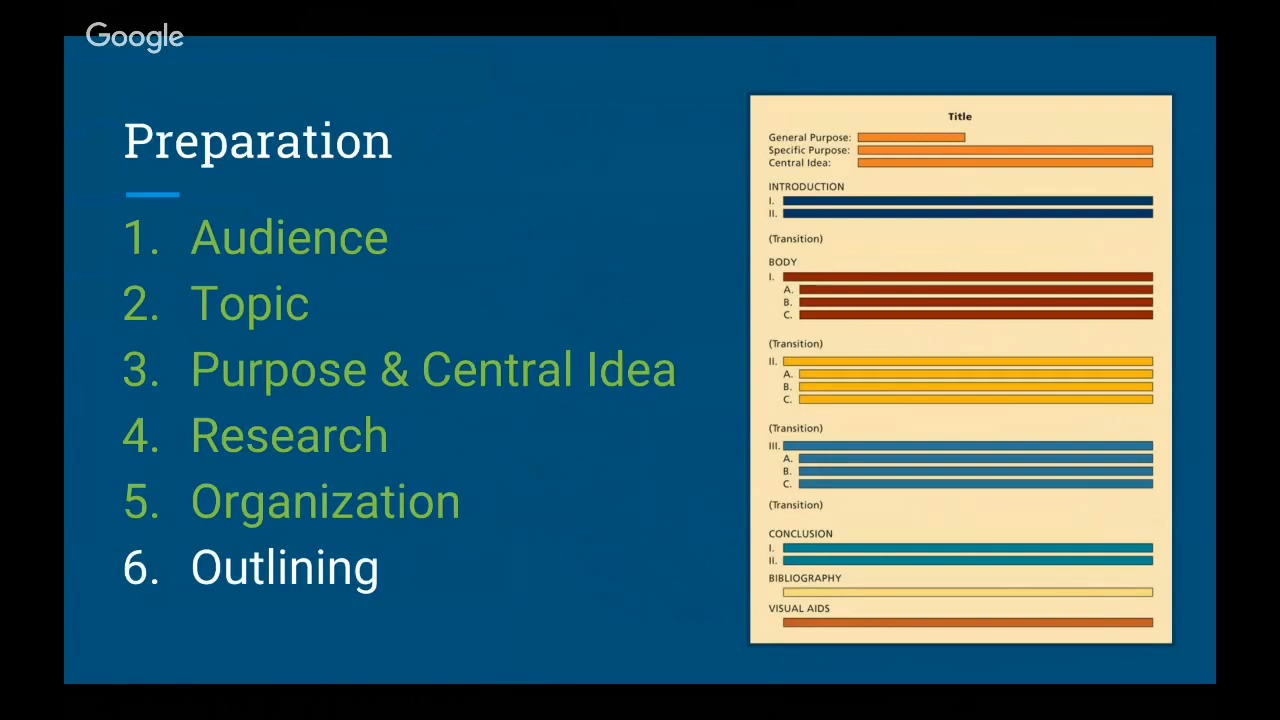 Google
Preparation
1. Audience
2. Topic
3. Purpose & Central Idea
4. Research
5. Organization
6. Outlining
Title
General Purpose:
Specific Purpose:
Central Idea:
INTRODUCTION
I.
II.
(Transition)
BODY
I.
A.
B.
C.
(Transition)
II.
A.
B.
C.
(Transition)
III.
A.
B.
C.
(Transition)
CONCLUSION
I.
II.
BIBLIOGRAPHY
VISUAL AIDS